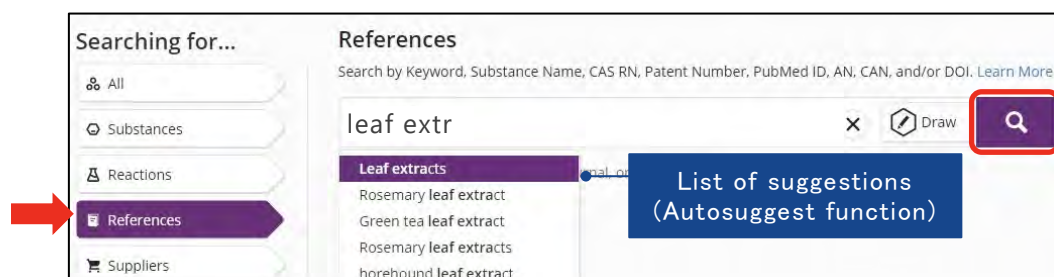 Searching for...
All
Substances
Reactions
References
Suppliers
References
Search by Keyword, Substance Name, CAS RN, Patent Number, PubMed ID, AN, CAN, and/or DOI. Learn More
leaf extr
Draw
Leaf extracts
Rosemary leaf extract
Green tea leaf extract
Rosemary leaf extracts
horehound leaf extract
List of suggestions
(Autosuggest function)